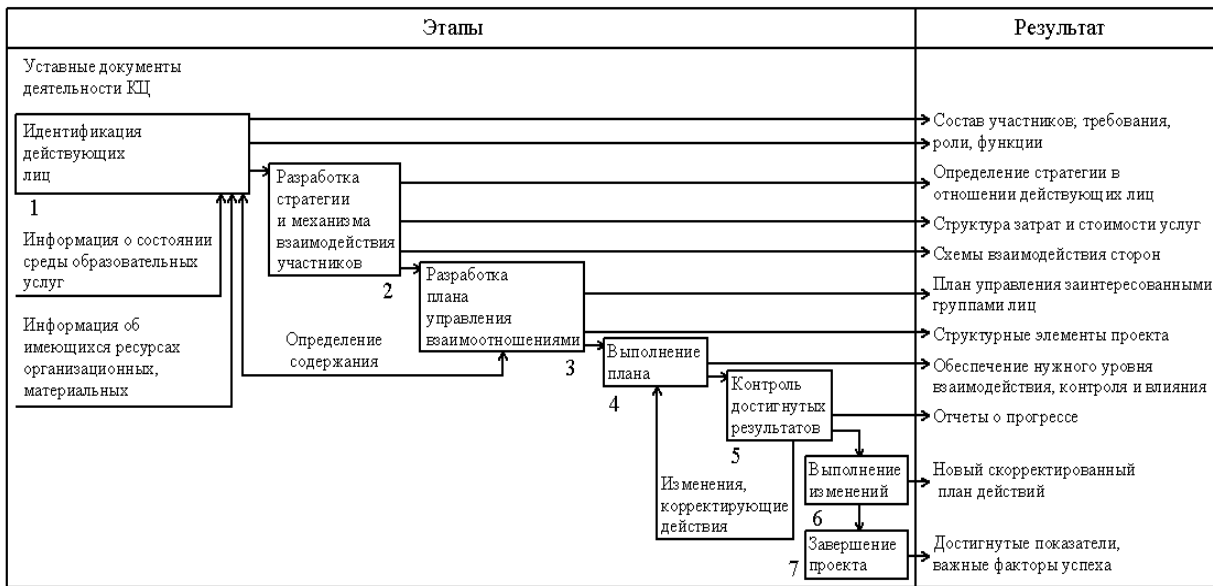 Этапы
Результат
Уставные документы
деятельности КЦ
Идентификация
действующих
лиц
1
Информация о состоянии
среды образовательных
услуг
Информация об
имеющихся ресурсах
организационных,
материальных
Разработка
стратегии
и механизма
взаимодействия
участников
2
Определение
содержания
Разработка
плана
управления
взаимоотношениями
3
Выполнение
плана
4
Контроль
достигнутых
результатов
5
Изменения,
корректирующие
действия
Выполнение
изменений
6
Завершение
проекта
7
Состав участников; требования,
роли, функции
Определение стратегии в
отношении действующих лиц
Структура затрат и стоимости услуг
Схемы взаимодействия сторон
План управления заинтересованными
группами лиц
Структурные элементы проекта
Обеспечение нужного уровня
взаимодействия, контроля и влияния
Отчеты о прогрессе
Новый скорректированный
план действий
Достигнутые показатели,
важные факторы успеха